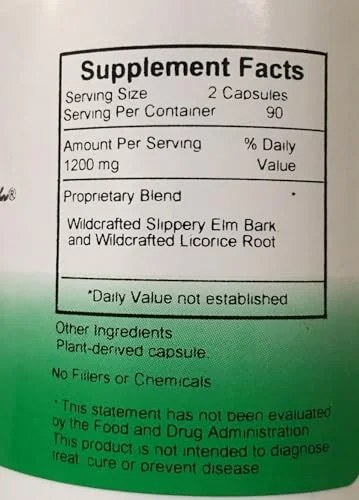 Supplement Facts
Serving Size 2 Capsules
Serving Per Container 90
Amount Per Serving % Daily
1200 mg Value
Proprietary Blend *
Wildcrafted Slippery Elm Bark
and Wildcrafted Licorice Root
*Daily Value not established
Other Ingredients
Plant-derived capsule.
No Fillers or Chemicals
* This statement has not been evaluated
by the Food and Drug Administration
This product is not intended to diagnose
treat cure or prevent disease